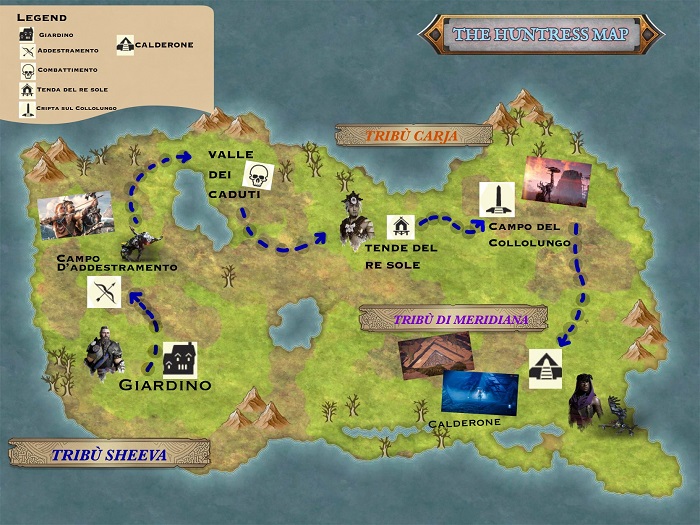 Legend
Giardino
Addestramento
Calderone
Combattimento
Tenda del re sole
Cripta sul Collolungo
THE HUNTRESS MAP
TRIBÙ CARJA
VALLE
DEI
CADUTI
Campo del
Collolungo
TENDE DEL
RE SOLE
Campo
D'addestramento
TRIBÙ DI MERIDIANA
Giardino
Calderone
TRIBÙ SHEEVA